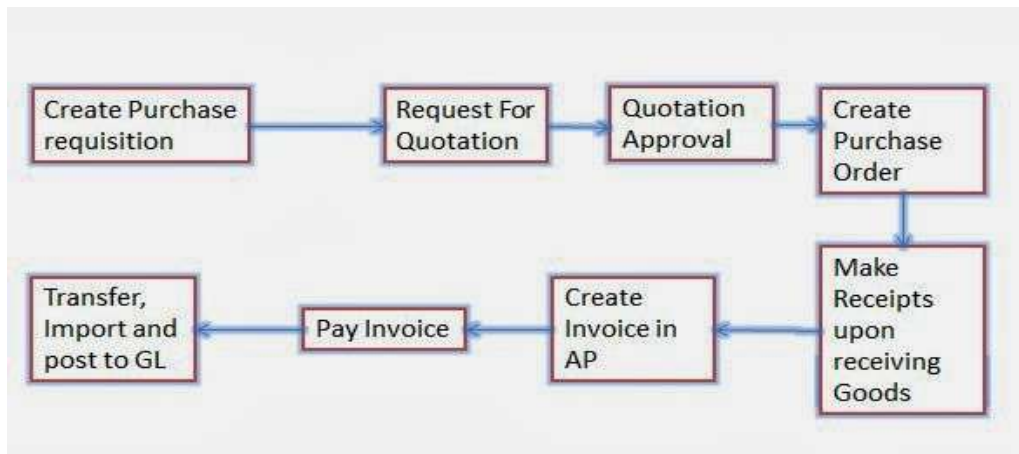 Create Purchase
requisition
Request For
Quotation
Quotation
Approval
Create
Purchase
Order
Make
Receipts
upon
receiving
Goods
Create
Invoice in
AP
Pay Invoice
Transfer,
Import and
post to GL